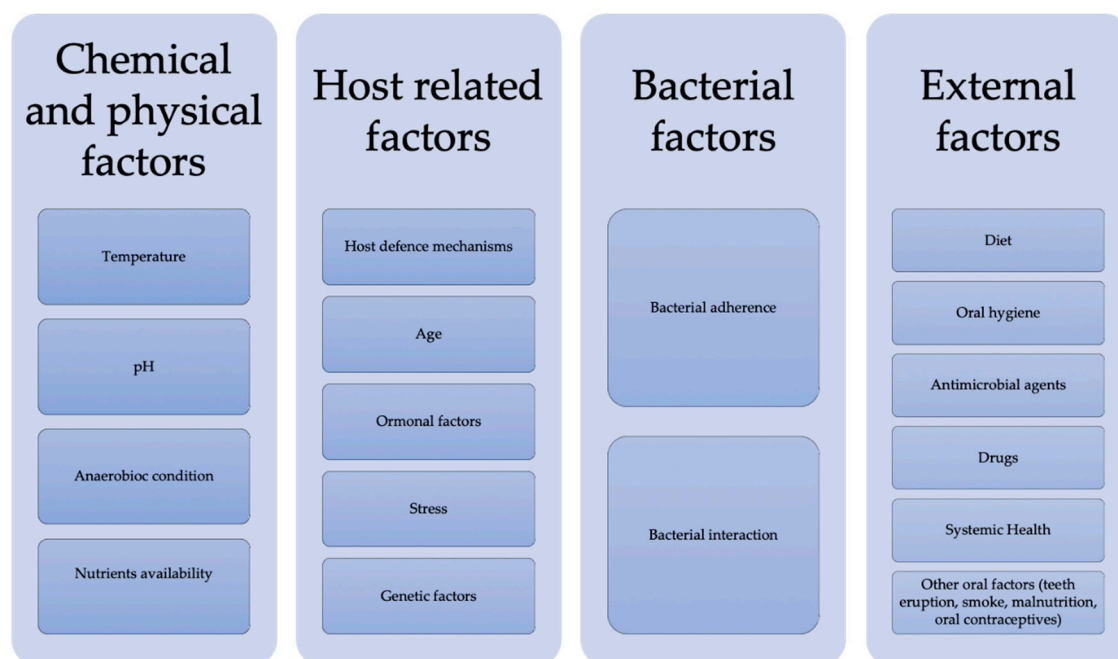 Chemical
and physical
factors
Temperature
pH
Anaerobioc condition
Nutrients availability
Host related
factors
Host defence mechanisms
Age
Ormonal factors
Stress
Genetic factors
Bacterial
factors
Bacterial adherence
Bacterial interaction
External
factors
Diet
Oral hygiene
Antimicrobial agents
Drugs
Systemic Health
Other oral factors (teeth
eruption, smoke, malnutrition,
oral contraceptives)